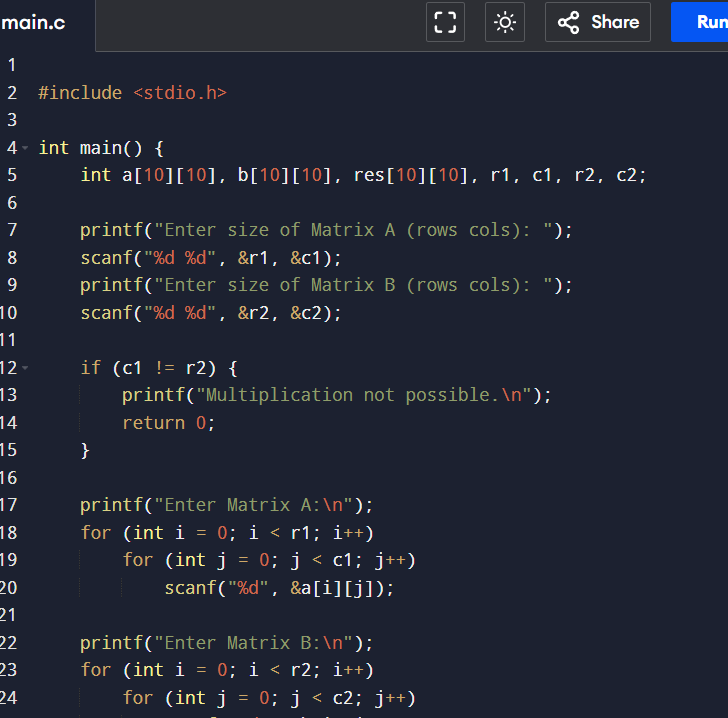 main.c
Share
Run
1
2 #include <stdio.h>
3
4 int main() {
5 int a[10][10], b[10][10], res[10][10], r1, c1, r2, c2;
6
7 printf("Enter size of Matrix A (rows cols): ");
8 scanf("%d %d", &r1, &c1);
9 printf("Enter size of Matrix B (rows cols): ");
10 scanf("%d %d", &r2, &c2);
11
12 if (c1 != r2) {
13 printf("Multiplication not possible.\n");
14 return 0;
15 }
16
17 printf("Enter Matrix A:\n");
18 for (int i = 0; i < r1; i++)
19 for (int j = 0; j < c1; j++)
20 scanf("%d", &a[i][j]);
21
22 printf("Enter Matrix B:\n");
23 for (int i = 0; i < r2; i++)
24 for (int j = 0; j < c2; j++)